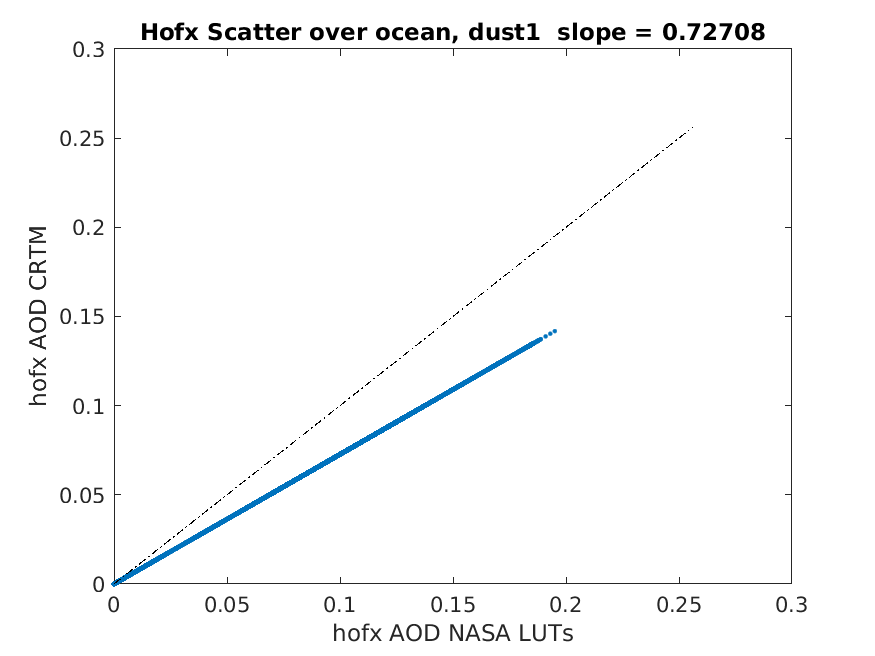 Hofx Scatter over ocean, dust1  slope = 0.72708
0.3
0.25
0.2
0.15
0.1
0.05
0
hofx AOD CRTM
0 0.05 0.1 0.15 0.2 0.25 0.3
hofx AOD NASA LUTs